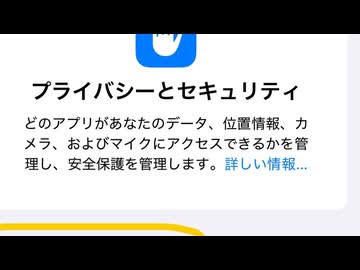 プライバシーとセキュリティ
どのアプリがあなたのデータ、位置情報、カ
メラ、およびマイクにアクセスできるかを管
理し、安全保護を管理します。詳しい情報...